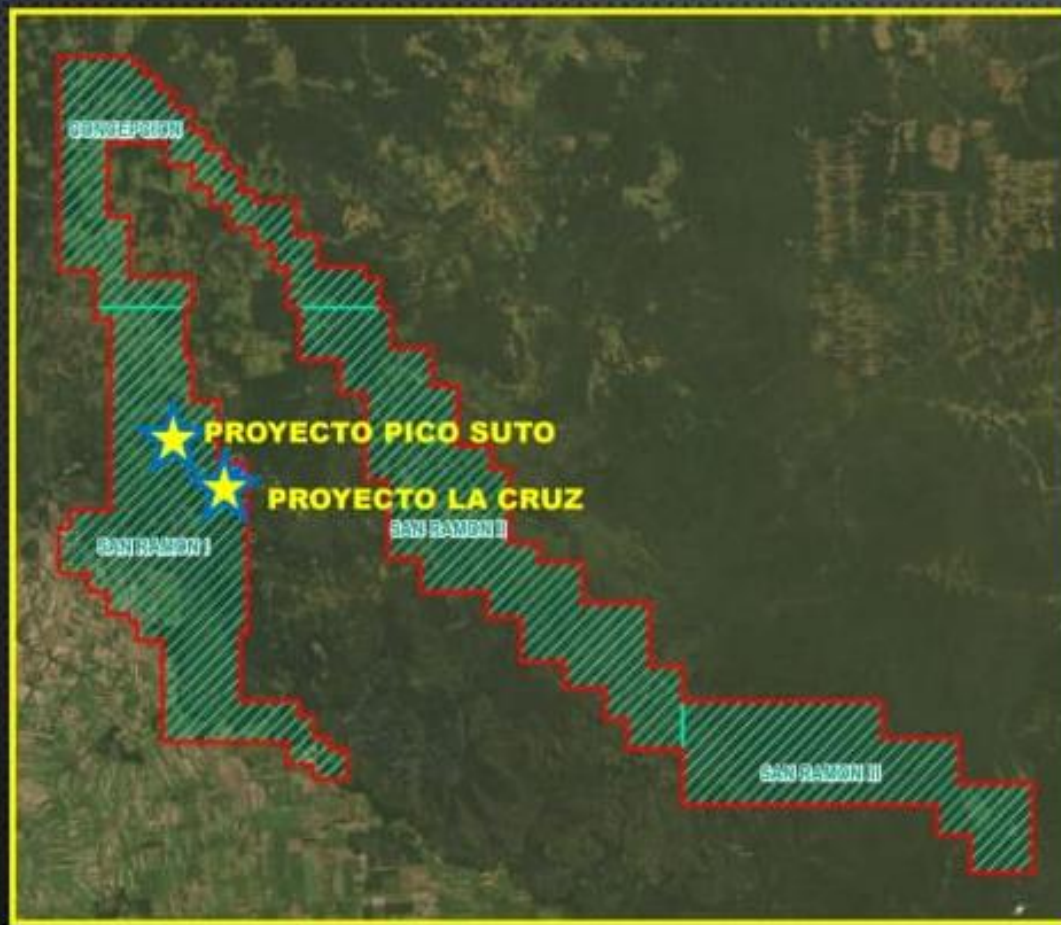 CONCEPCION
PROYECTO PICO SUTO
PROYECTO LA CRUZ
SAN RAMON II
SAN RAMON I
SAN RAMON III